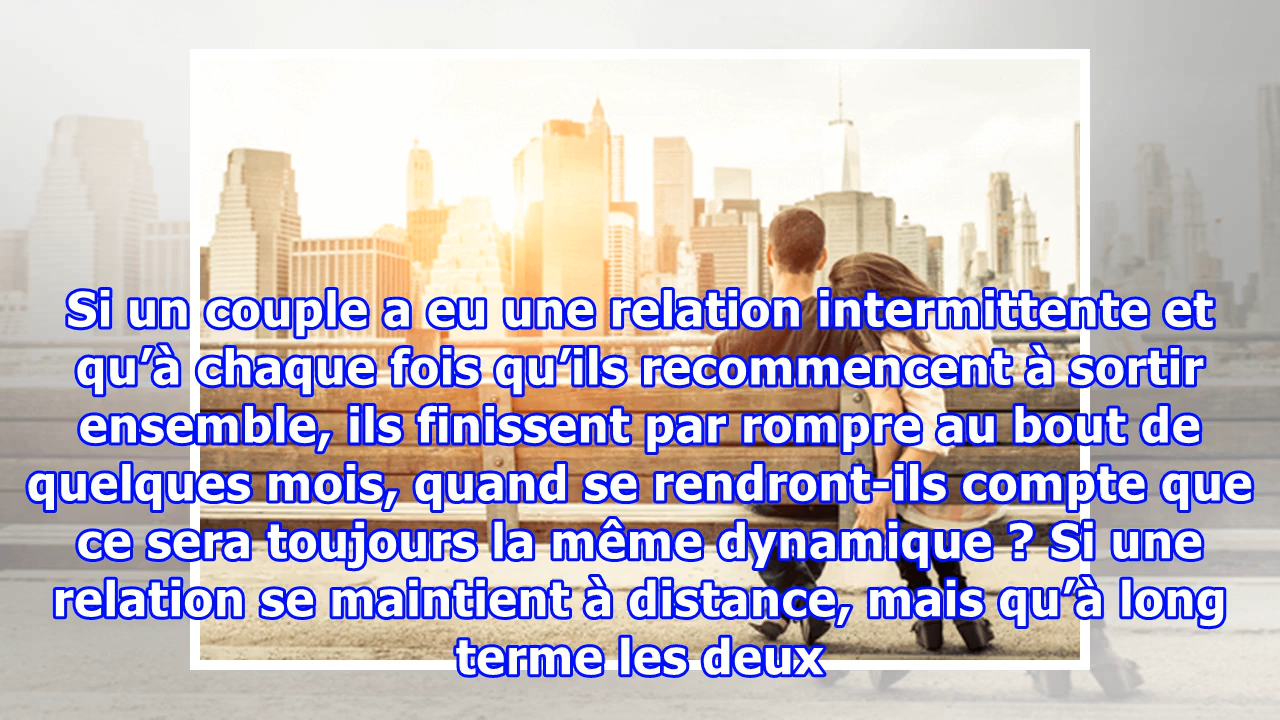 Si un couple a eu une relation intermittente et
qu’à chaque fois qu’ils recommencent à sortir
ensemble, ils finissent par rompre au bout de
quelques mois, quand se rendront-ils compte que
ce sera toujours la même dynamique ? Si une
relation se maintient à distance, mais qu’à long
terme les deux